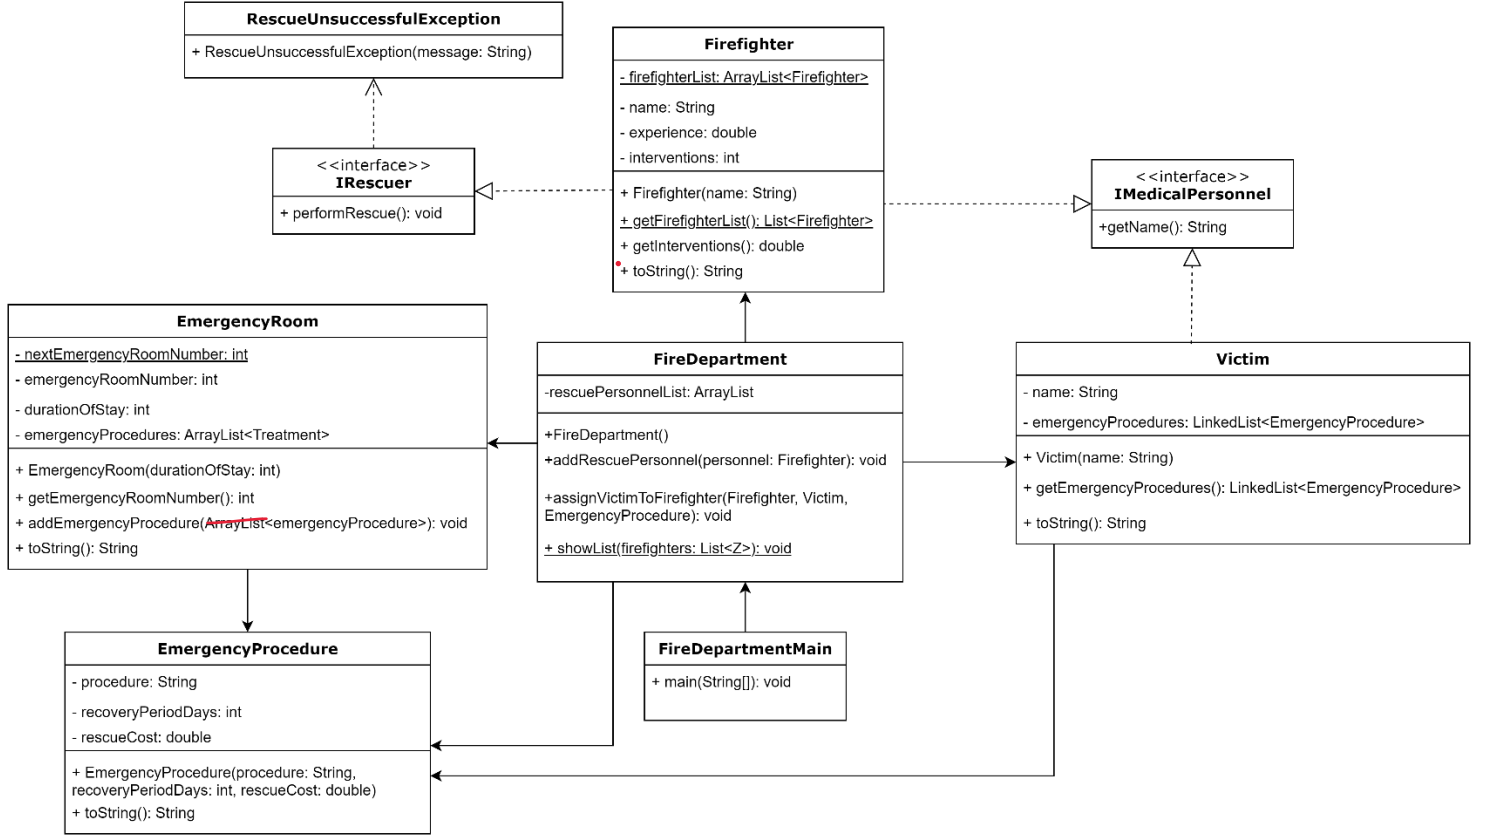 RescueUnsuccessfulException
+ RescueUnsuccessfulException(message: String)
Firefighter
- firefighterList: ArrayList<Firefighter>
- name: String
- experience: double
- interventions: int
+ Firefighter(name: String)
+ getFirefighterList(): List<Firefighter>
+ getInterventions(): double
+ toString(): String
<<interface>>
IRescuer
+ performRescue(): void
<<interface>>
IMedicalPersonnel
+getName(): String
EmergencyRoom
- nextEmergencyRoomNumber: int
- emergencyRoomNumber: int
- durationOfStay: int
- emergencyProcedures: ArrayList<Treatment>
+ EmergencyRoom(durationOfStay: int)
+ getEmergencyRoomNumber(): int
+ addEmergencyProcedure(ArrayList<emergencyProcedure>): void
+ toString(): String
FireDepartment
-rescuePersonnelList: ArrayList
+FireDepartment()
+addRescuePersonnel(personnel: Firefighter): void
+assignVictimToFirefighter(Firefighter, Victim,
EmergencyProcedure): void
+ showList(firefighters: List<Z>): void
Victim
- name: String
- emergencyProcedures: LinkedList<EmergencyProcedure>
+ Victim(name: String)
+ getEmergencyProcedures(): LinkedList<EmergencyProcedure>
+ toString(): String
EmergencyProcedure
- procedure: String
- recoveryPeriodDays: int
- rescueCost: double
+ EmergencyProcedure(procedure: String,
recoveryPeriodDays: int, rescueCost: double)
+ toString(): String
FireDepartmentMain
+ main(String[]): void